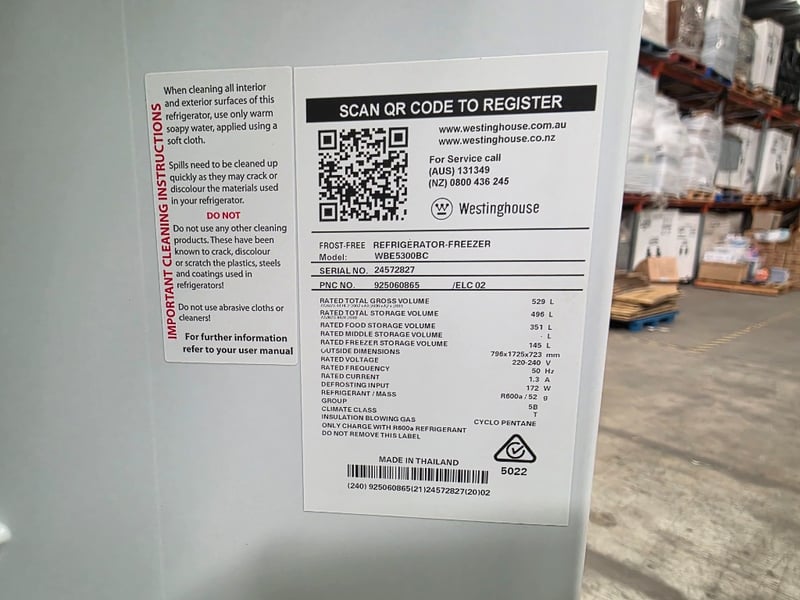 IMPORTANT CLEANING INSTRUCTIONS
When cleaning all interior
and exterior surfaces of this
refrigerator, use only warm
soapy water, applied using a
soft cloth.
Spills need to be cleaned up
quickly as they may crack or
discolour the materials used
in your refrigerator.
DO NOT
Do not use any other cleaning
products. These have been
known to crack, discolour
or scratch the plastics, steels
and coatings used in
refrigerators!
Do not use abrasive cloths or
cleaners!
For further information
refer to your user manual
SCAN QR CODE TO REGISTER
www.westinghouse.com.au
www.westinghouse.co.nz
For Service call
(AUS) 131349
(NZ) 0800 436 245
Westinghouse
FROST-FREE REFRIGERATOR-FREEZER
Model: WBE5300BC
SERIAL NO. 24572827
PNC NO. 925060865 /ELC 02
RATED TOTAL GROSS VOLUME 529 L
RATED TOTAL STORAGE VOLUME 496 L
RATED FOOD STORAGE VOLUME 351 L
RATED MIDDLE STORAGE VOLUME - L
RATED FREEZER STORAGE VOLUME 145 L
OUTSIDE DIMENSIONS 796x1725x723 mm
RATED VOLTAGE 220-240 V
RATED FREQUENCY 50 Hz
RATED CURRENT 1.3 A
DEFROSTING INPUT 172 W
REFRIGERANT / MASS R600a / 52 g
GROUP 5B
CLIMATE CLASS T
INSULATION BLOWING GAS CYCLO PENTANE
ONLY CHARGE WITH R600a REFRIGERANT
DO NOT REMOVE THIS LABEL
5022
MADE IN THAILAND
(240) 925060865(21)24572827(20)02